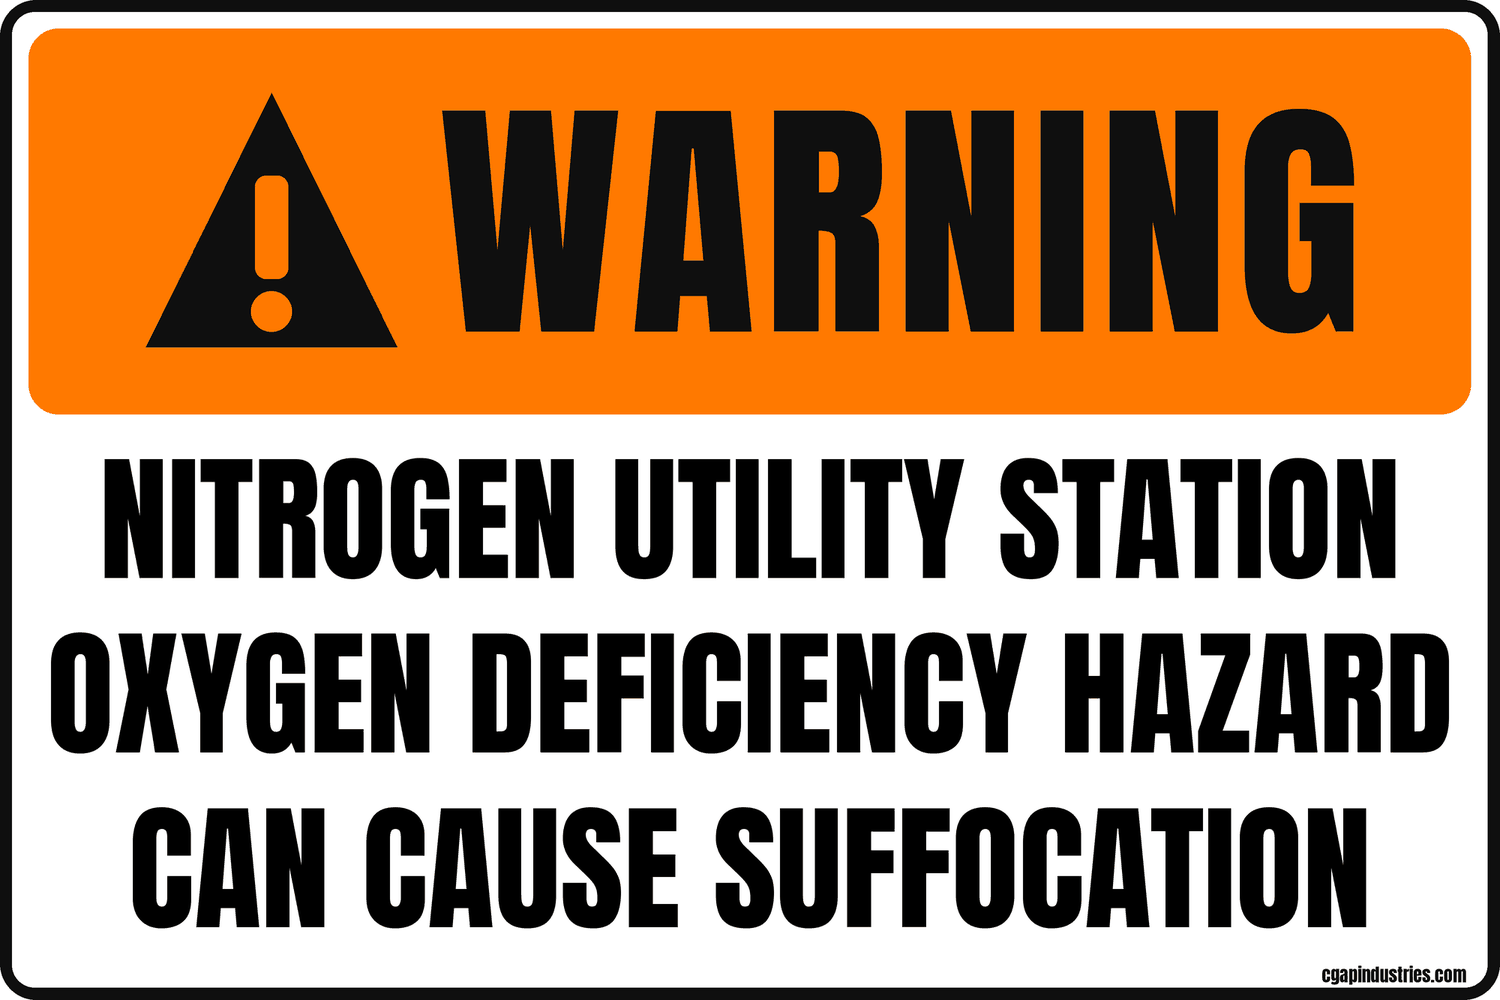 WARNING
NITROGEN UTILITY STATION
OXYGEN DEFICIENCY HAZARD
CAN CAUSE SUFFOCATION
cgapindustries.com